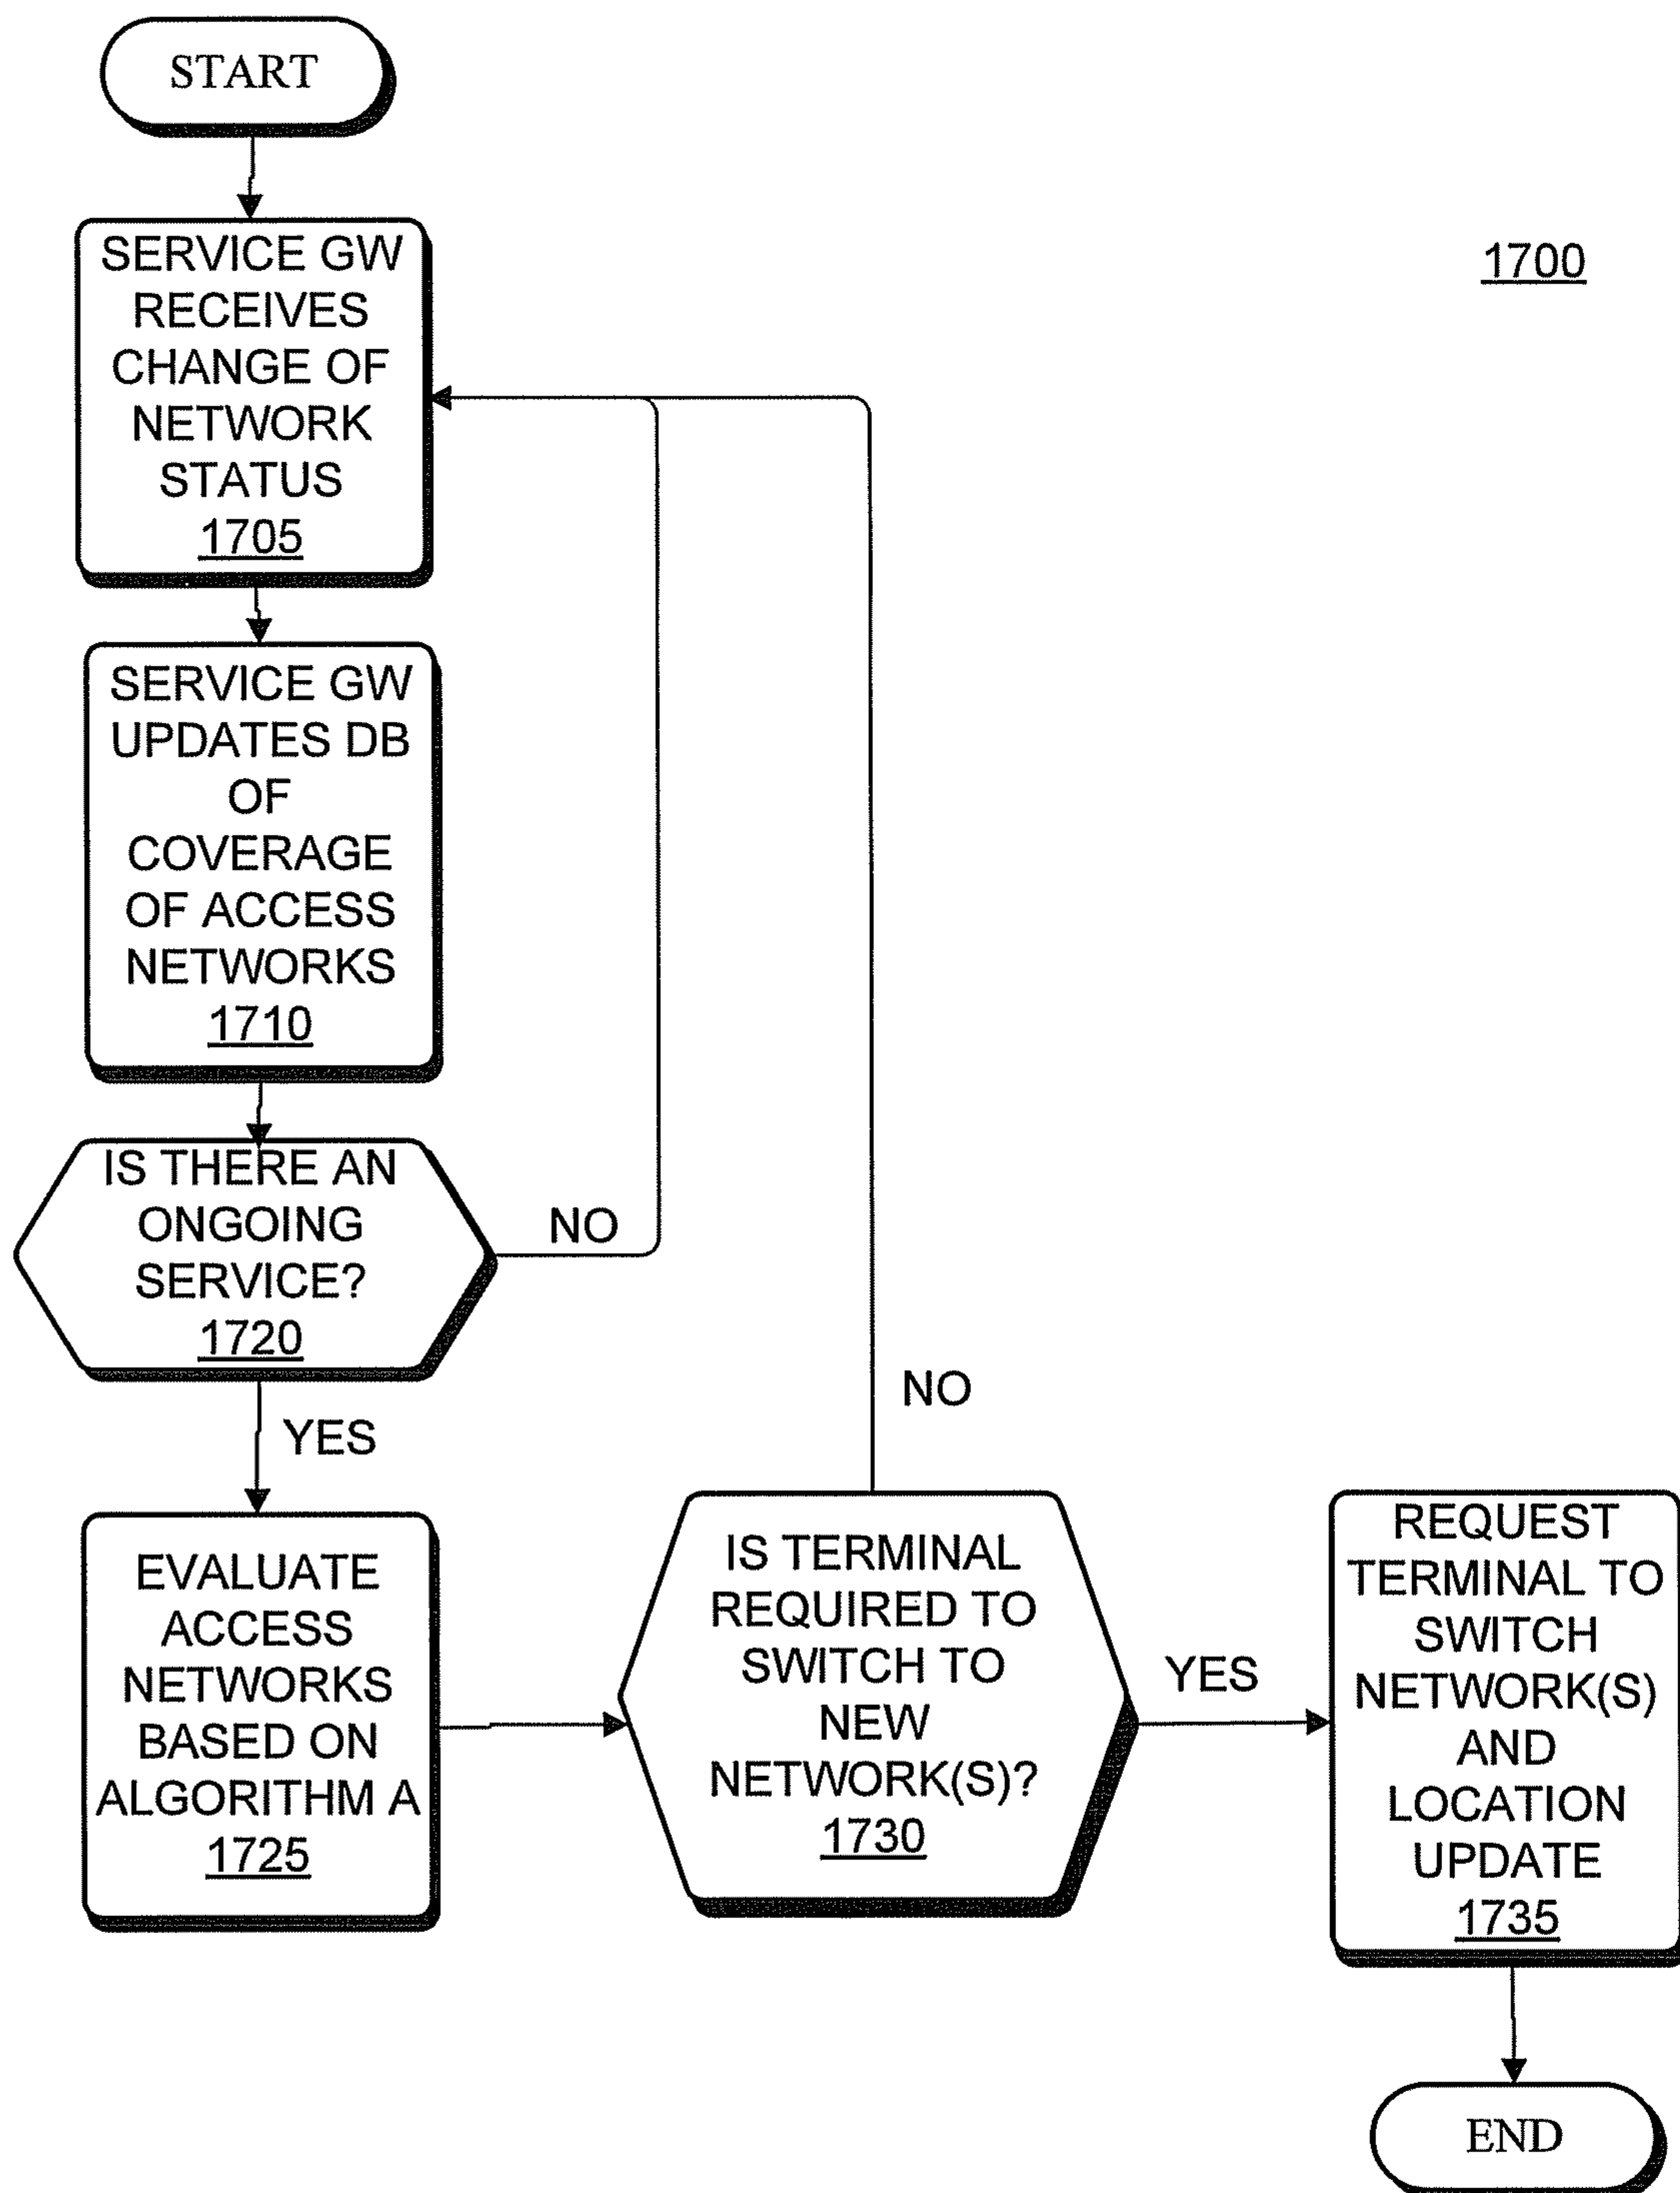 START
SERVICE GW
RECEIVES
CHANGE OF
NETWORK
STATUS
1705
1700
SERVICE GW
UPDATES DB
OF
COVERAGE
OF ACCESS
NETWORKS
1710
IS THERE AN
ONGOING
SERVICE?
1720
NO
YES
EVALUATE
ACCESS
NETWORKS
BASED ON
ALGORITHM A
1725
NO
IS TERMINAL
REQUIRED TO
SWITCH TO
NEW
NETWORK(S)?
1730
YES
REQUEST
TERMINAL TO
SWITCH
NETWORK(S)
AND
LOCATION
UPDATE
1735
END